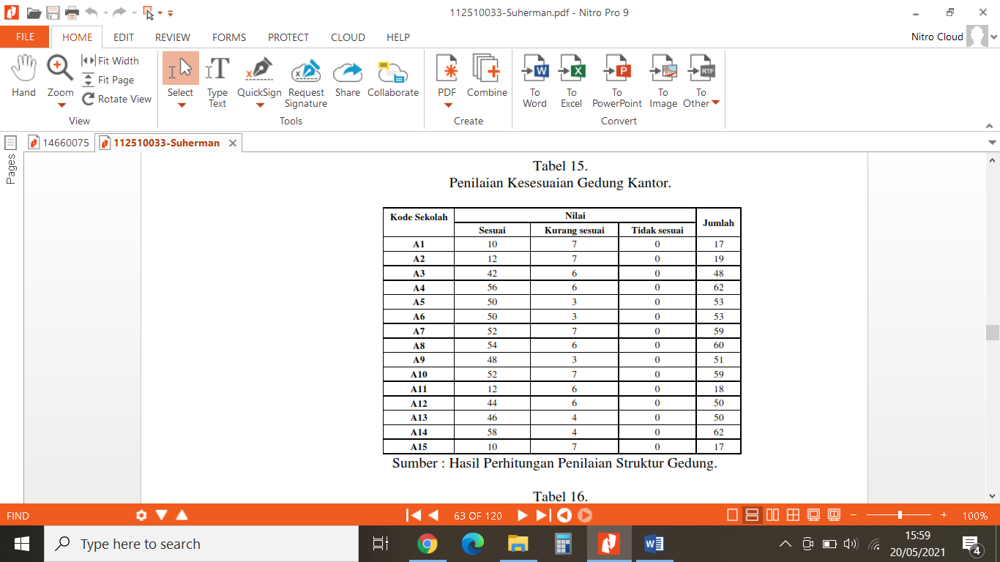 112510033-Suherman.pdf - Nitro Pro 9
FILE HOME EDIT REVIEW FORMS PROTECT CLOUD HELP Nitro Cloud
Hand
Zoom
Fit Width
Fit Page
Rotate View
View
Select
Type Text
QuickSign
Request Signature
Share
Collaborate
Tools
PDF
Combine
Create
To Word
To Excel
To PowerPoint
To Image
To Other
Convert
Pages
14660075 112510033-Suherman
Tabel 15.
Penilaian Kesesuaian Gedung Kantor.
Kode Sekolah Nilai Jumlah
Sesuai Kurang sesuai Tidak sesuai
A1 10 7 0 17
A2 12 7 0 19
A3 42 6 0 48
A4 56 6 0 62
A5 50 3 0 53
A6 50 3 0 53
A7 52 7 0 59
A8 54 6 0 60
A9 48 3 0 51
A10 52 7 0 59
A11 12 6 0 18
A12 44 6 0 50
A13 46 4 0 50
A14 58 4 0 62
A15 10 7 0 17
Sumber : Hasil Perhitungan Penilaian Struktur Gedung.
Tabel 16.
FIND 63 OF 120 100%
Type here to search
15:59
20/05/2021
4